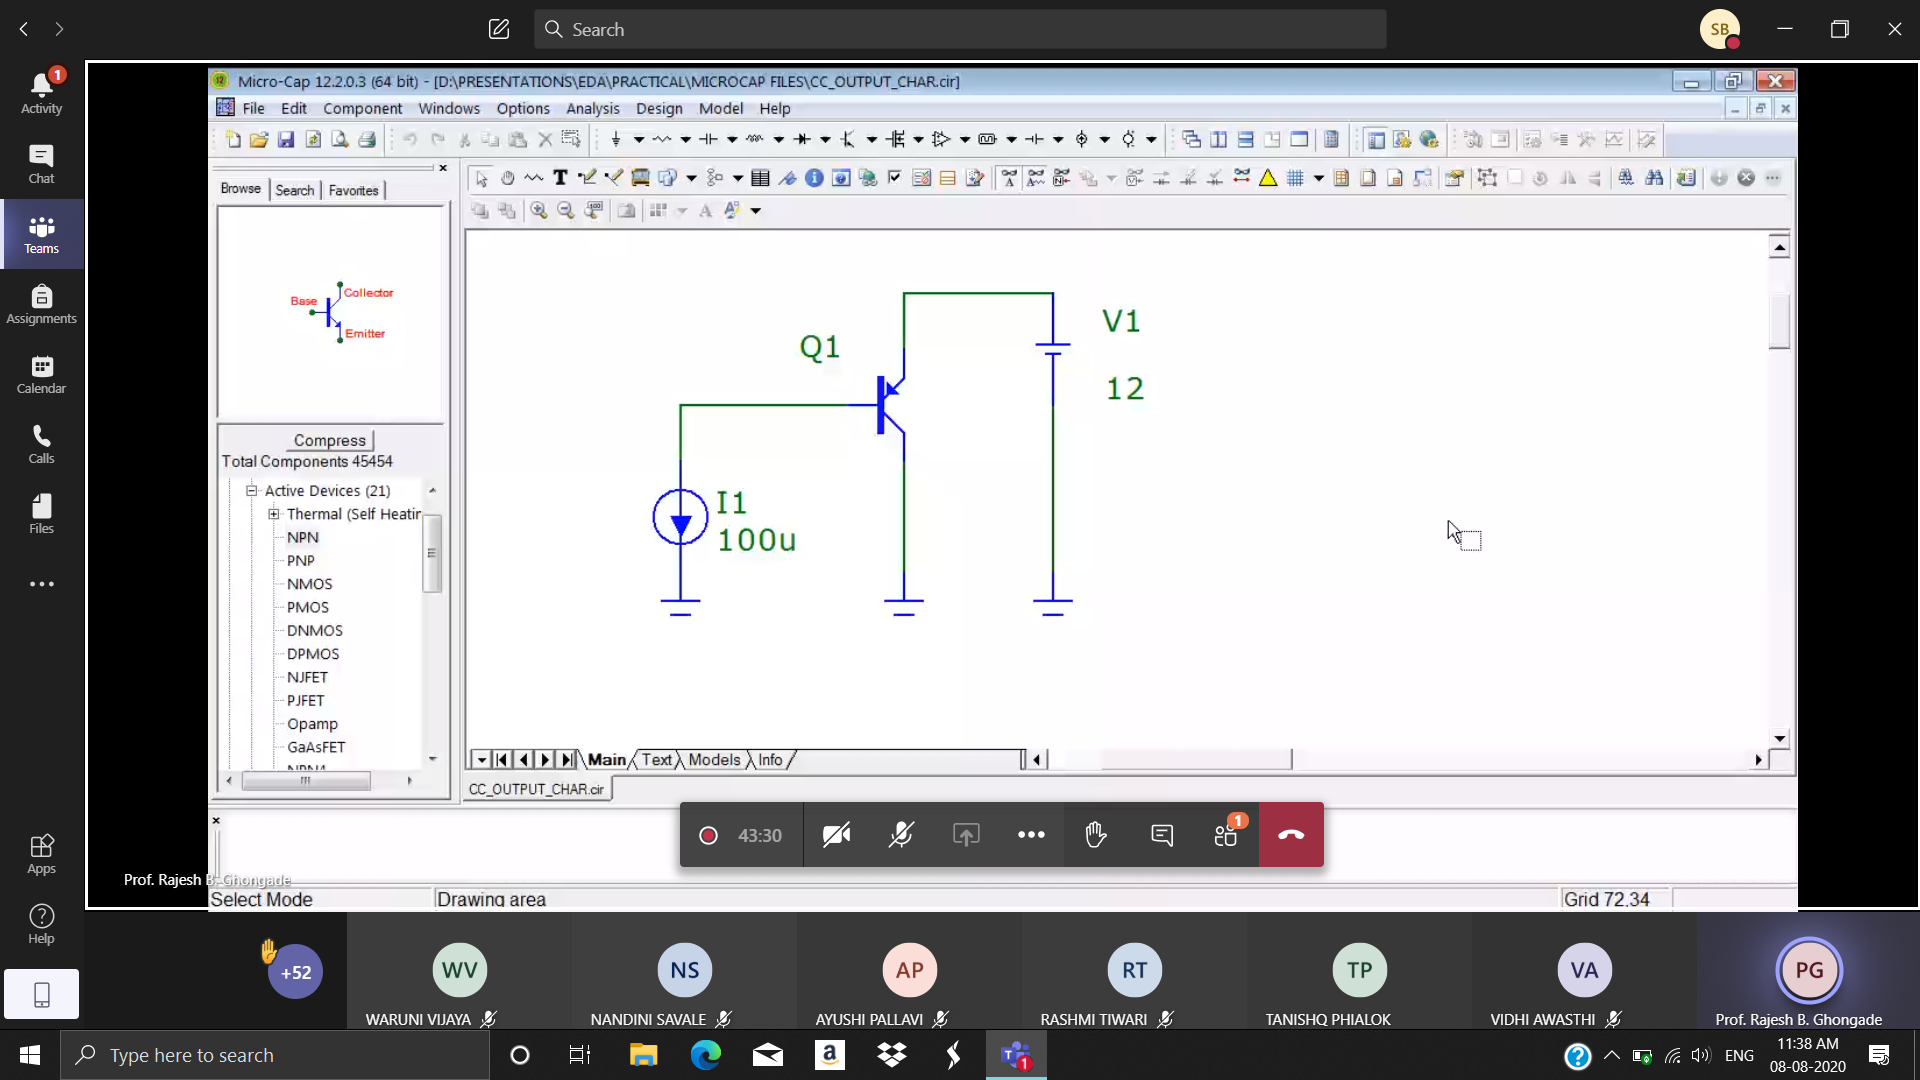 Search
SB
1
Activity
Chat
Teams
Assignments
Calendar
Calls
Files
Apps
Help
Micro-Cap 12.2.0.3 (64 bit) - [D:\PRESENTATIONS\EDA\PRACTICAL\MICROCAP FILES\CC_OUTPUT_CHAR.cir]
File Edit Component Windows Options Analysis Design Model Help
Browse Search Favorites
Base
Collector
Emitter
Compress
Total Components 45454
Active Devices (21)
Thermal (Self Heatin
NPN
PNP
NMOS
PMOS
DNMOS
DPMOS
NJFET
PJFET
Opamp
GaAsFET
NPN4
Q1
V1
12
I1
100u
Main Text Models Info
CC_OUTPUT_CHAR.cir
43:30
1
Prof. Rajesh B. Ghongade
Select Mode
Drawing area
Grid 72.34
+52
WV
NS
AP
RT
TP
VA
PG
WARUNI VIJAYA
NANDINI SAVALE
AYUSHI PALLAVI
RASHMI TIWARI
TANISHQ PHIALOK
VIDHI AWASTHI
Prof. Rajesh B. Ghongade
Type here to search
1
ENG
11:38 AM
08-08-2020